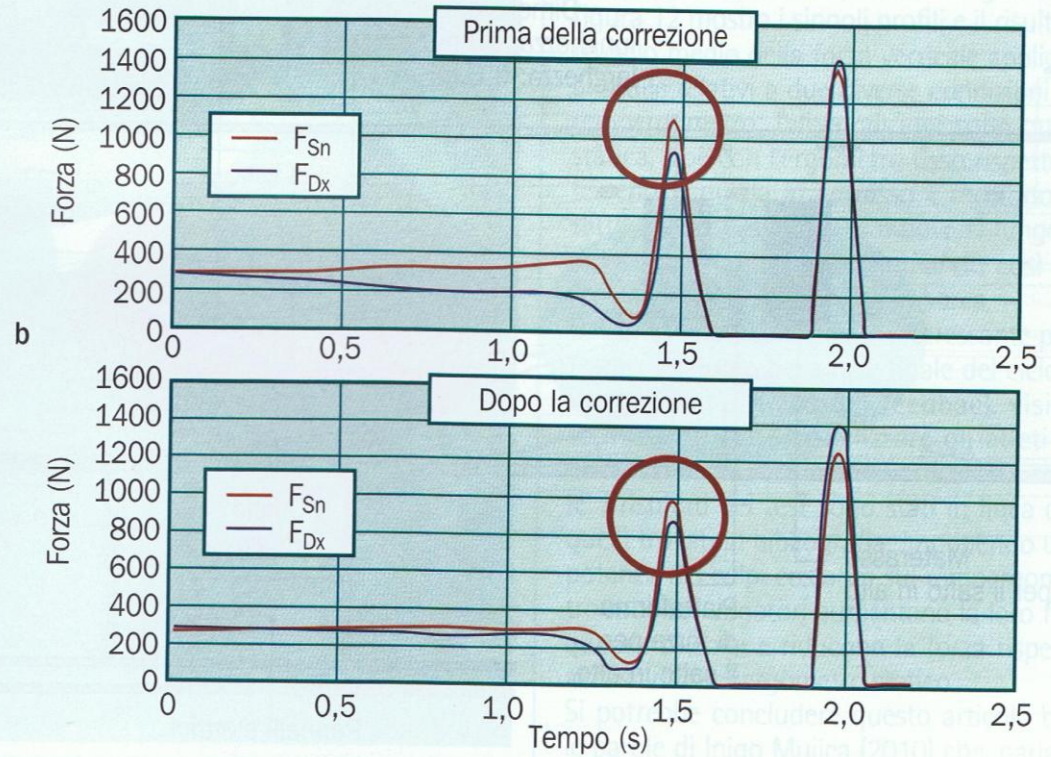 Prima della correzione
Forza (N)
1600
1400
1200
1000
800
600
400
200
0
F_Sn
F_Dx
0 0,5 1,0 1,5 2,0 2,5
b
Dopo la correzione
Forza (N)
1600
1400
1200
1000
800
600
400
200
0
F_Sn
F_Dx
0 0,5 1,0 1,5 2,0 2,5
Tempo (s)